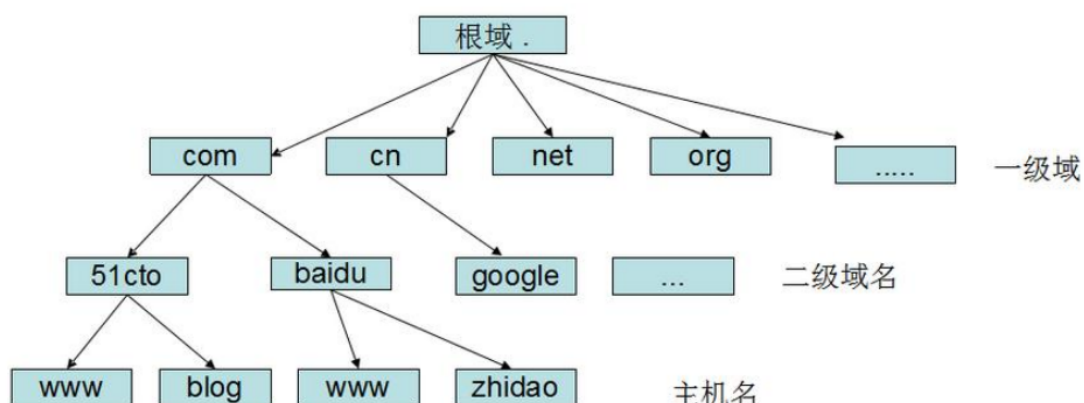 根域 .
com cn net org ..... 一级域
51cto baidu google ... 二级域名
www blog www zhidao 主机名